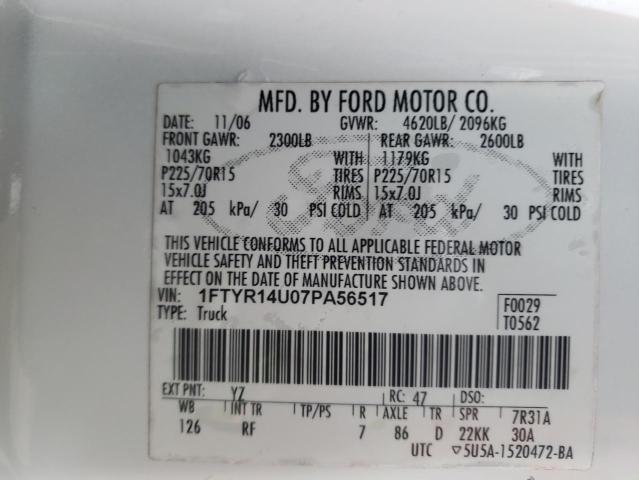 MFD. BY FORD MOTOR CO.
DATE: 11/06 GVWR: 4620LB/ 2096KG
FRONT GAWR: 2300LB REAR GAWR: 2600LB
1043KG WITH 1179KG WITH
P225/70R15 TIRES P225/70R15 TIRES
15x7.0J RIMS 15x7.0J RIMS
AT 205 kPa/ 30 PSI COLD AT 205 kPa/ 30 PSI COLD
THIS VEHICLE CONFORMS TO ALL APPLICABLE FEDERAL MOTOR
VEHICLE SAFETY AND THEFT PREVENTION STANDARDS IN
EFFECT ON THE DATE OF MANUFACTURE SHOWN ABOVE.
VIN: 1FTYR14U07PA56517 F0029
TYPE: Truck T0562
EXT PNT: YZ RC: 47 DSO:
WB INT TR TP/PS R AXLE TR SPR 7R31A
126 RF 7 86 D 22KK 30A
UTC ▽5U5A-1520472-BA